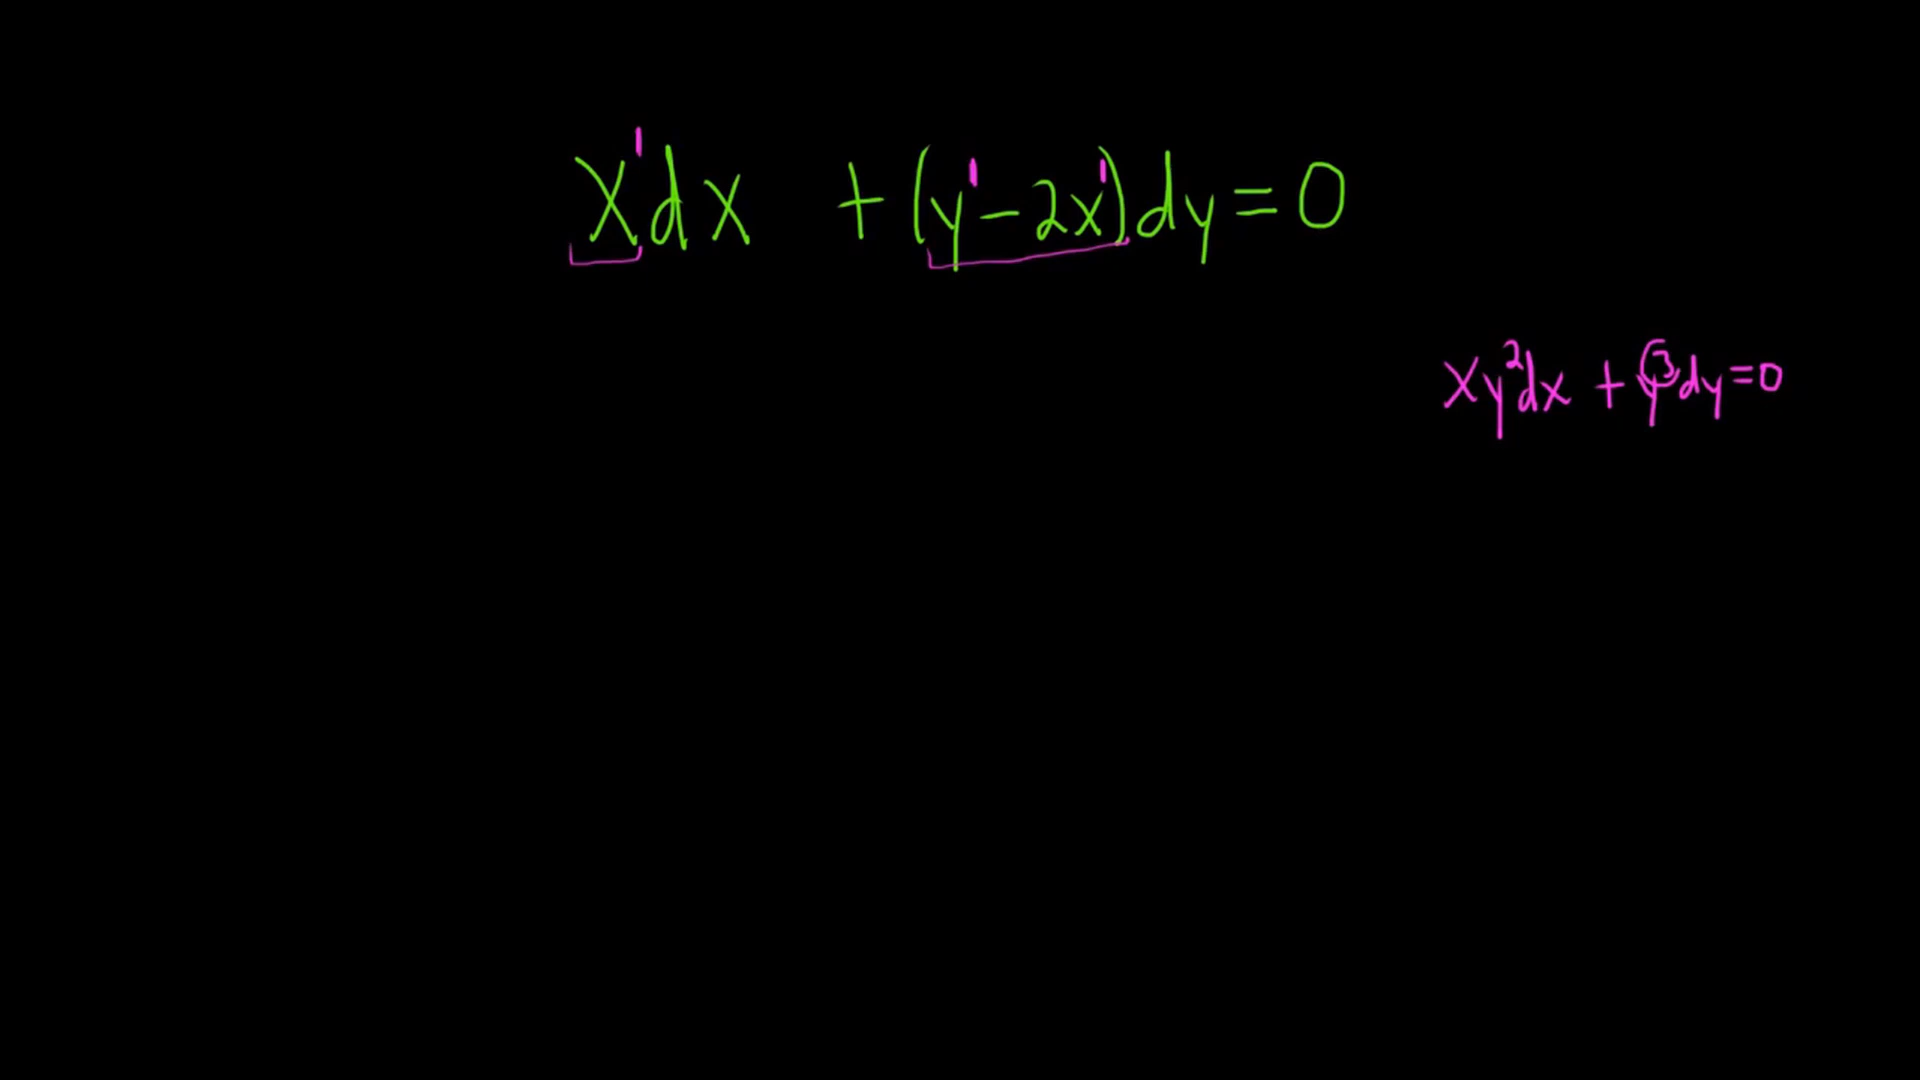 x¹dx + (y¹ - 2x¹)dy = 0
xy²dx + y³dy = 0